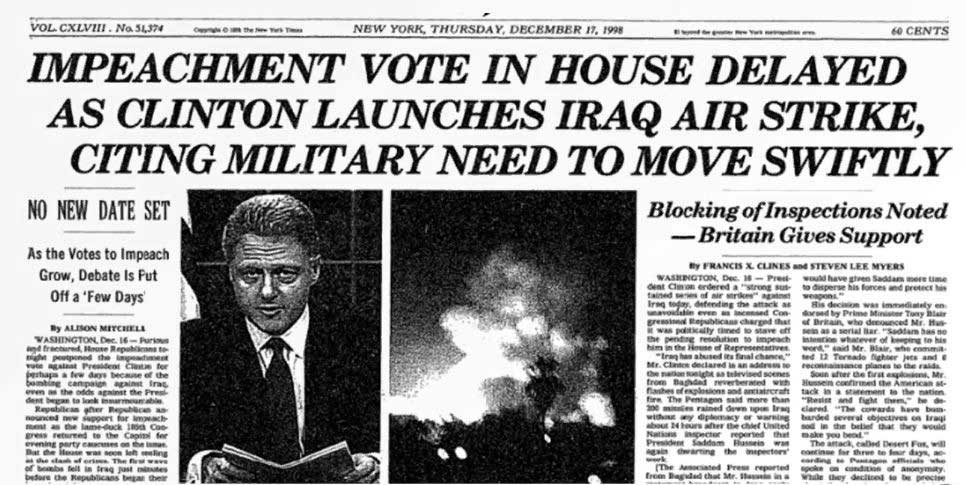 VOL. CXLVIII . No. 51,374
Copyright © 1998 The New York Times
NEW YORK, THURSDAY, DECEMBER 17, 1998
$1 beyond the greater New York metropolitan area.
60 CENTS
IMPEACHMENT VOTE IN HOUSE DELAYED
AS CLINTON LAUNCHES IRAQ AIR STRIKE,
CITING MILITARY NEED TO MOVE SWIFTLY
NO NEW DATE SET
As the Votes to Impeach
Grow, Debate Is Put
Off a 'Few Days'
By ALISON MITCHELL
WASHINGTON, Dec. 16 — Furious
and fractured, House Republicans to-
night postponed the impeachment
vote against President Clinton for
perhaps a few days because of the
bombing campaign against Iraq,
even as the odds against the Presi-
dent began to look insurmountable.
Republican after Republican an-
nounced new support for impeach-
ment as the lame-duck 105th Con-
gress returned to the Capitol for
evening party caucuses on the issue.
But the House was soon left reeling
at the clash of crises. The first wave
of bombs fell in Iraq just minutes
before the Republicans began their
Blocking of Inspections Noted
— Britain Gives Support
By FRANCIS X. CLINES and STEVEN LEE MYERS
WASHINGTON, Dec. 16 — Presi-
dent Clinton ordered a "strong sus-
tained series of air strikes" against
Iraq today, defending the attack as
unavoidable even as incensed Con-
gressional Republicans charged that
it was politically timed to stave off
the pending resolution to impeach
him in the House of Representatives.
"Iraq has abused its final chance,"
Mr. Clinton declared in an address to
the nation tonight as televised scenes
from Baghdad reverberated with
flashes of explosions and antiaircraft
fire. The Pentagon said more than
200 missiles rained down upon Iraq
without any diplomacy or warning
about 24 hours after the chief United
Nations inspector reported that
President Saddam Hussein was
again thwarting the inspectors'
work.
[The Associated Press reported
from Baghdad that Mr. Hussein in a
would have given Saddam more time
to disperse his forces and protect his
weapons."
His decision was immediately en-
dorsed by Prime Minister Tony Blair
of Britain, who denounced Mr. Hus-
sein as a serial liar. "Saddam has no
intention whatever of keeping to his
word," said Mr. Blair, who commit-
ted 12 Tornado fighter jets and 6
reconnaissance planes to the raids.
Soon after the first explosions, Mr.
Hussein confirmed the American at-
tack in a statement to the nation.
"Resist and fight them," he de-
clared. "The cowards have bom-
barded several objectives on Iraqi
soil in the belief that they would
make you bend."
The attack, called Desert Fox, will
continue for three to four days, ac-
cording to Pentagon officials who
spoke on condition of anonymity.
While they declined to be precise